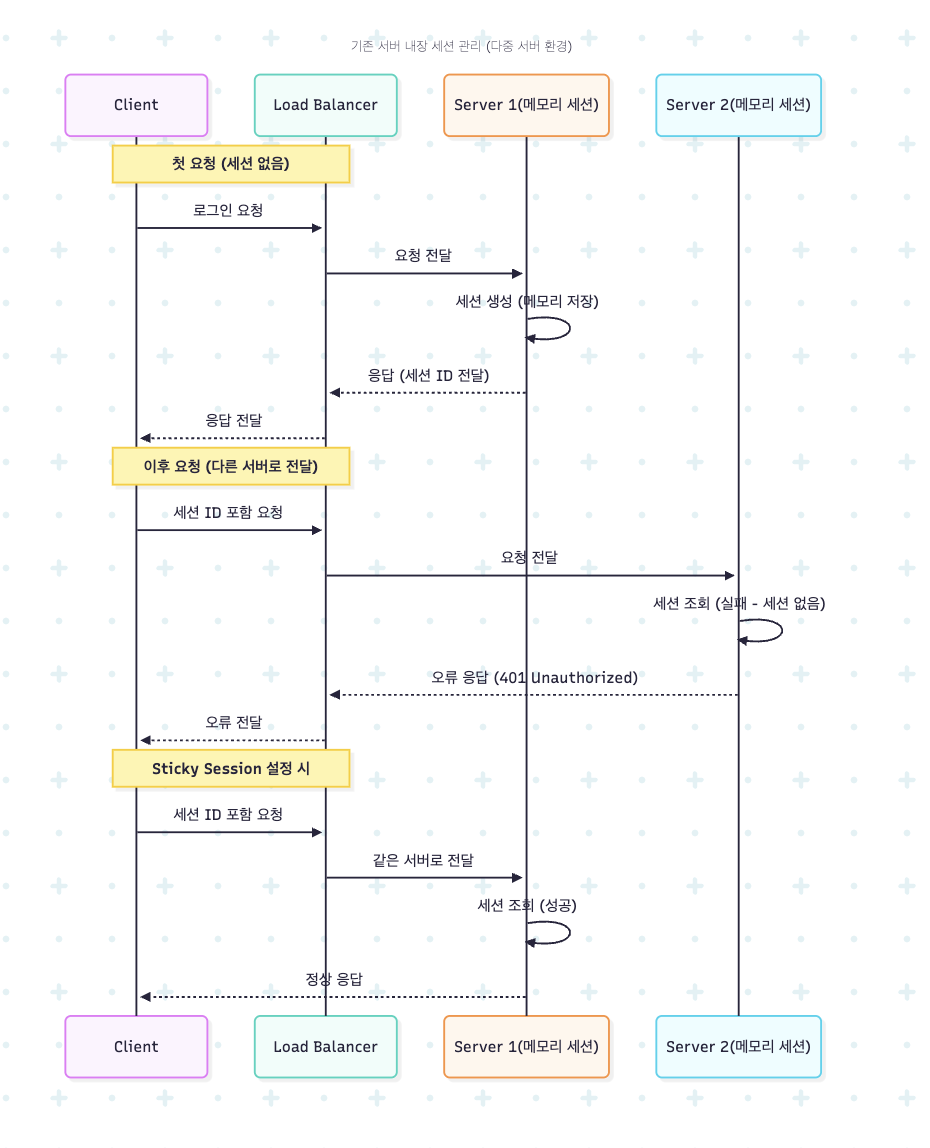 기존 서버 내장 세션 관리 (다중 서버 환경)
Client
Load Balancer
Server 1(메모리 세션)
Server 2(메모리 세션)
첫 요청 (세션 없음)
로그인 요청
요청 전달
세션 생성 (메모리 저장)
응답 (세션 ID 전달)
응답 전달
이후 요청 (다른 서버로 전달)
세션 ID 포함 요청
요청 전달
세션 조회 (실패 - 세션 없음)
오류 응답 (401 Unauthorized)
오류 전달
Sticky Session 설정 시
세션 ID 포함 요청
같은 서버로 전달
세션 조회 (성공)
정상 응답
Client
Load Balancer
Server 1(메모리 세션)
Server 2(메모리 세션)